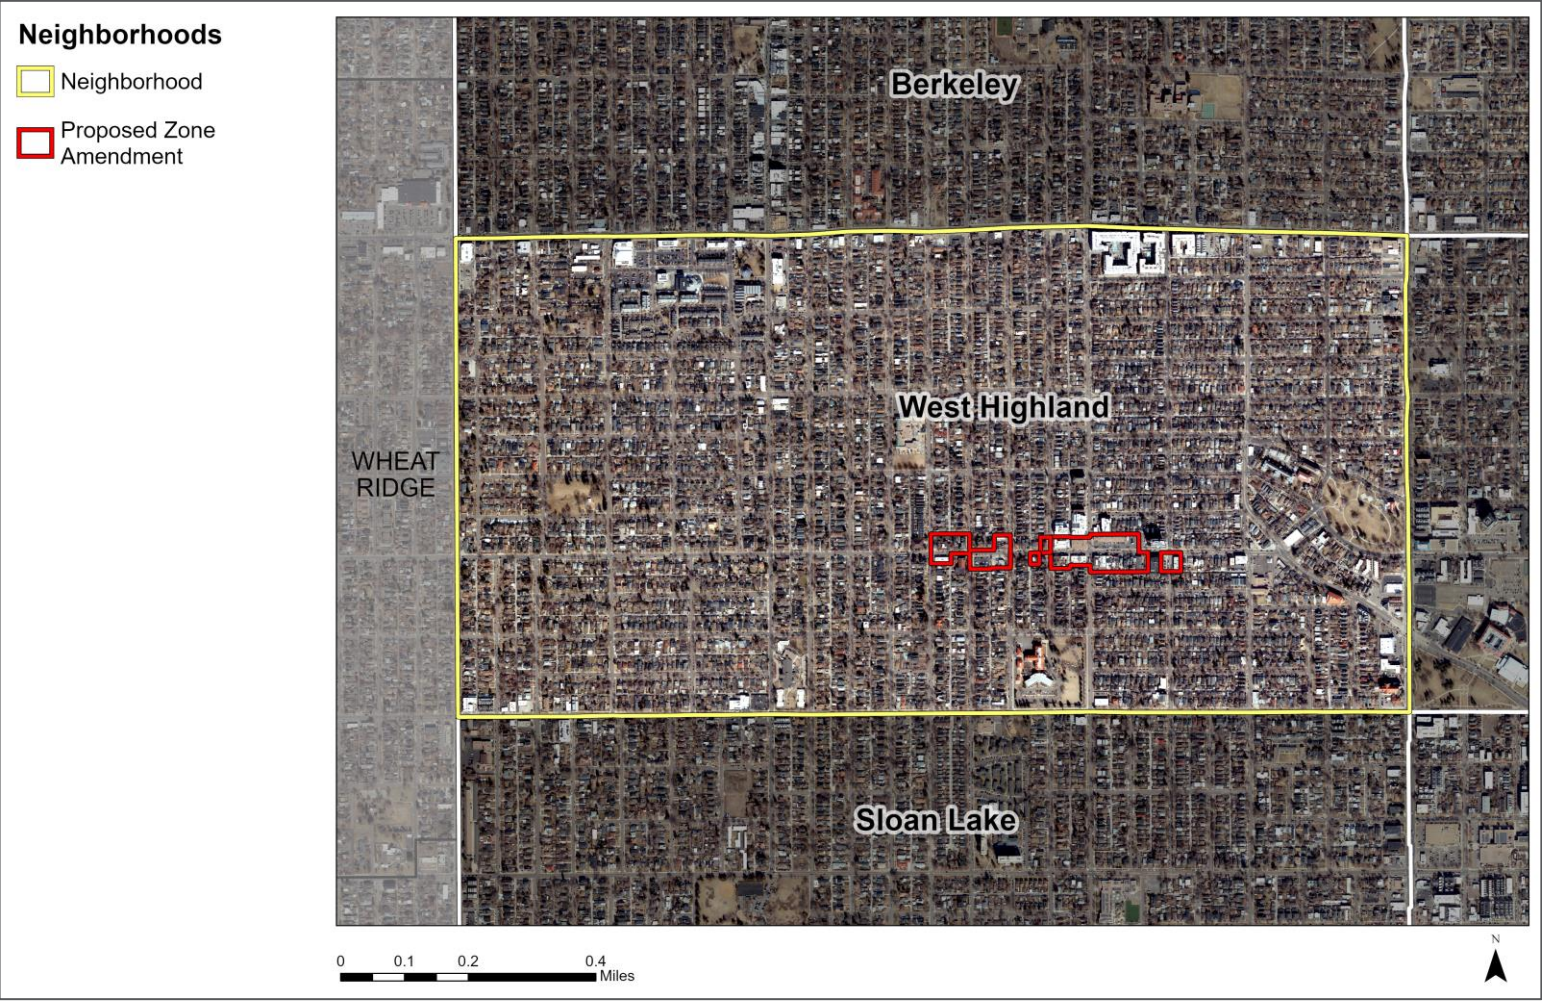 Neighborhoods
Neighborhood
Proposed Zone
Amendment
Berkeley
West Highland
WHEAT
RIDGE
Sloan Lake
0 0.1 0.2 0.4
Miles
N